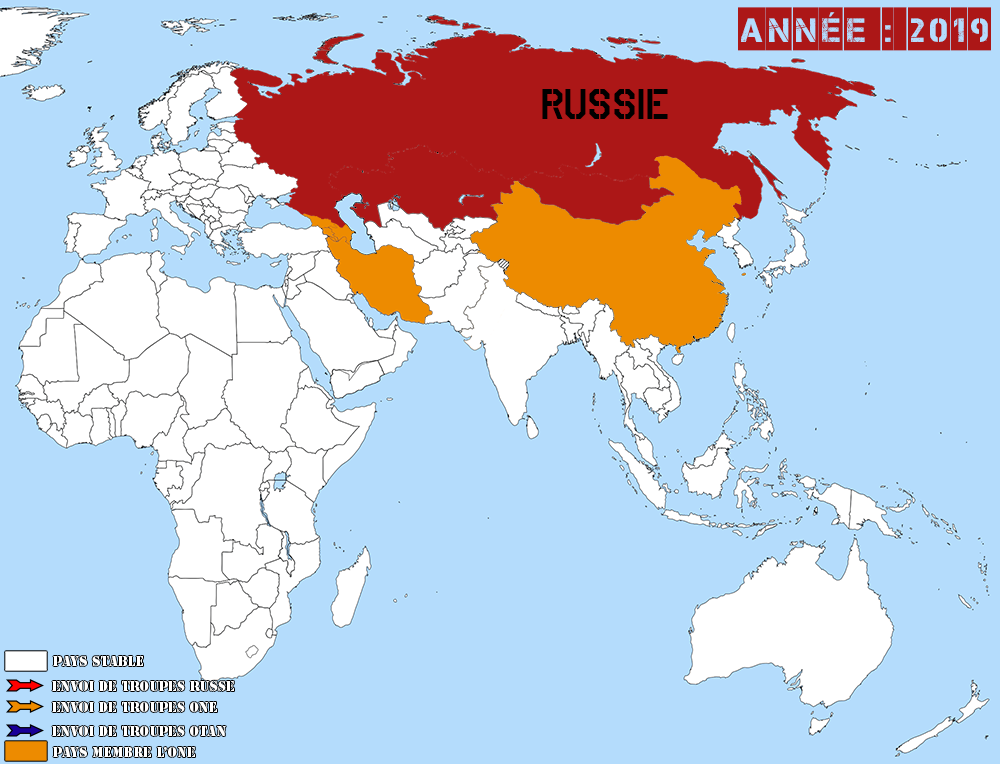 ANNÉE : 2019
RUSSIE
PAYS STABLE
ENVOI DE TROUPES RUSSE
ENVOI DE TROUPES ONE
ENVOI DE TROUPES OTAN
PAYS MEMBRE L'ONE